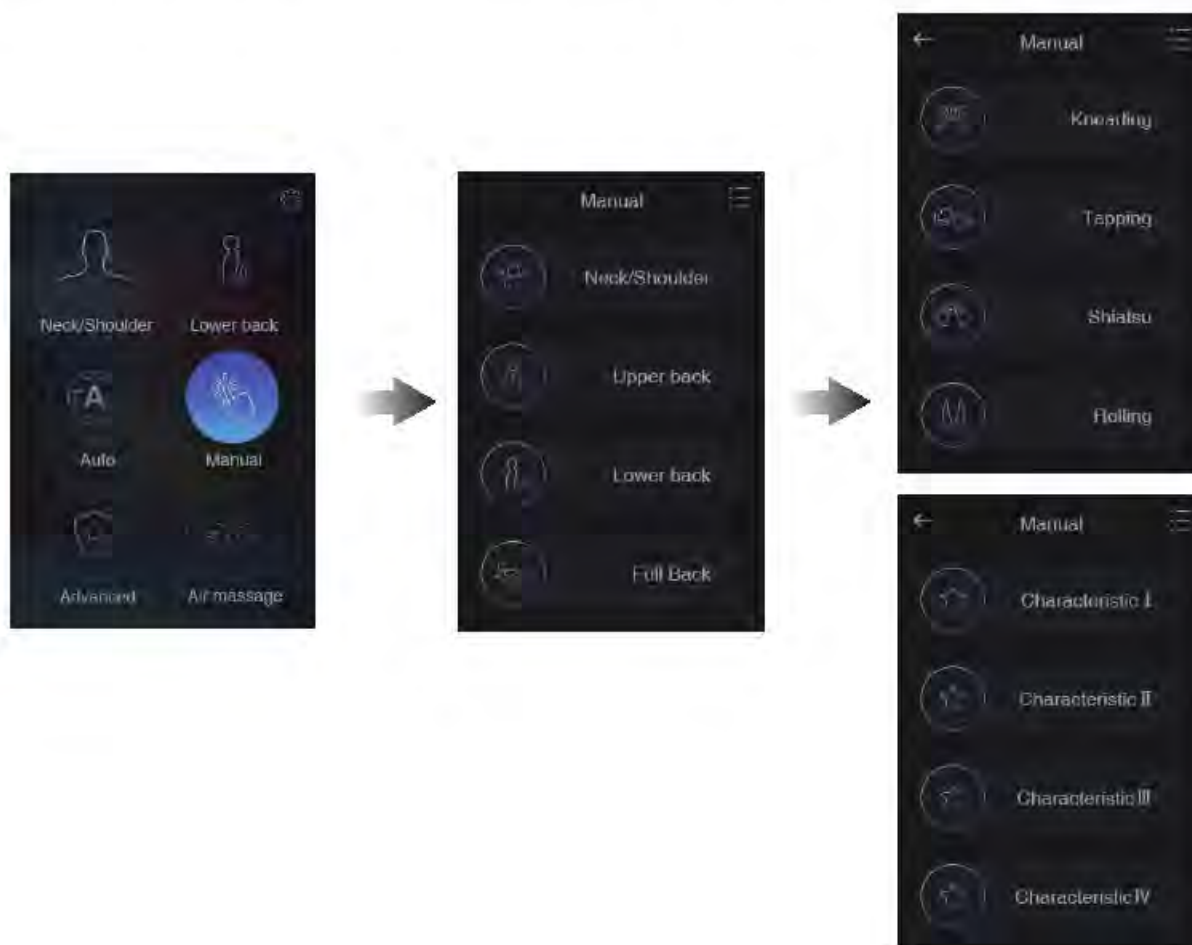 Neck/Shoulder Lower back
A
Auto Manual
Advanced Air massage
Manual
Neck/Shoulder
Upper back
Lower back
Full Back
Manual
Kneading
Tapping
Shiatsu
Rolling
Manual
Characteristic Ⅰ
Characteristic Ⅱ
Characteristic Ⅲ
Characteristic Ⅳ